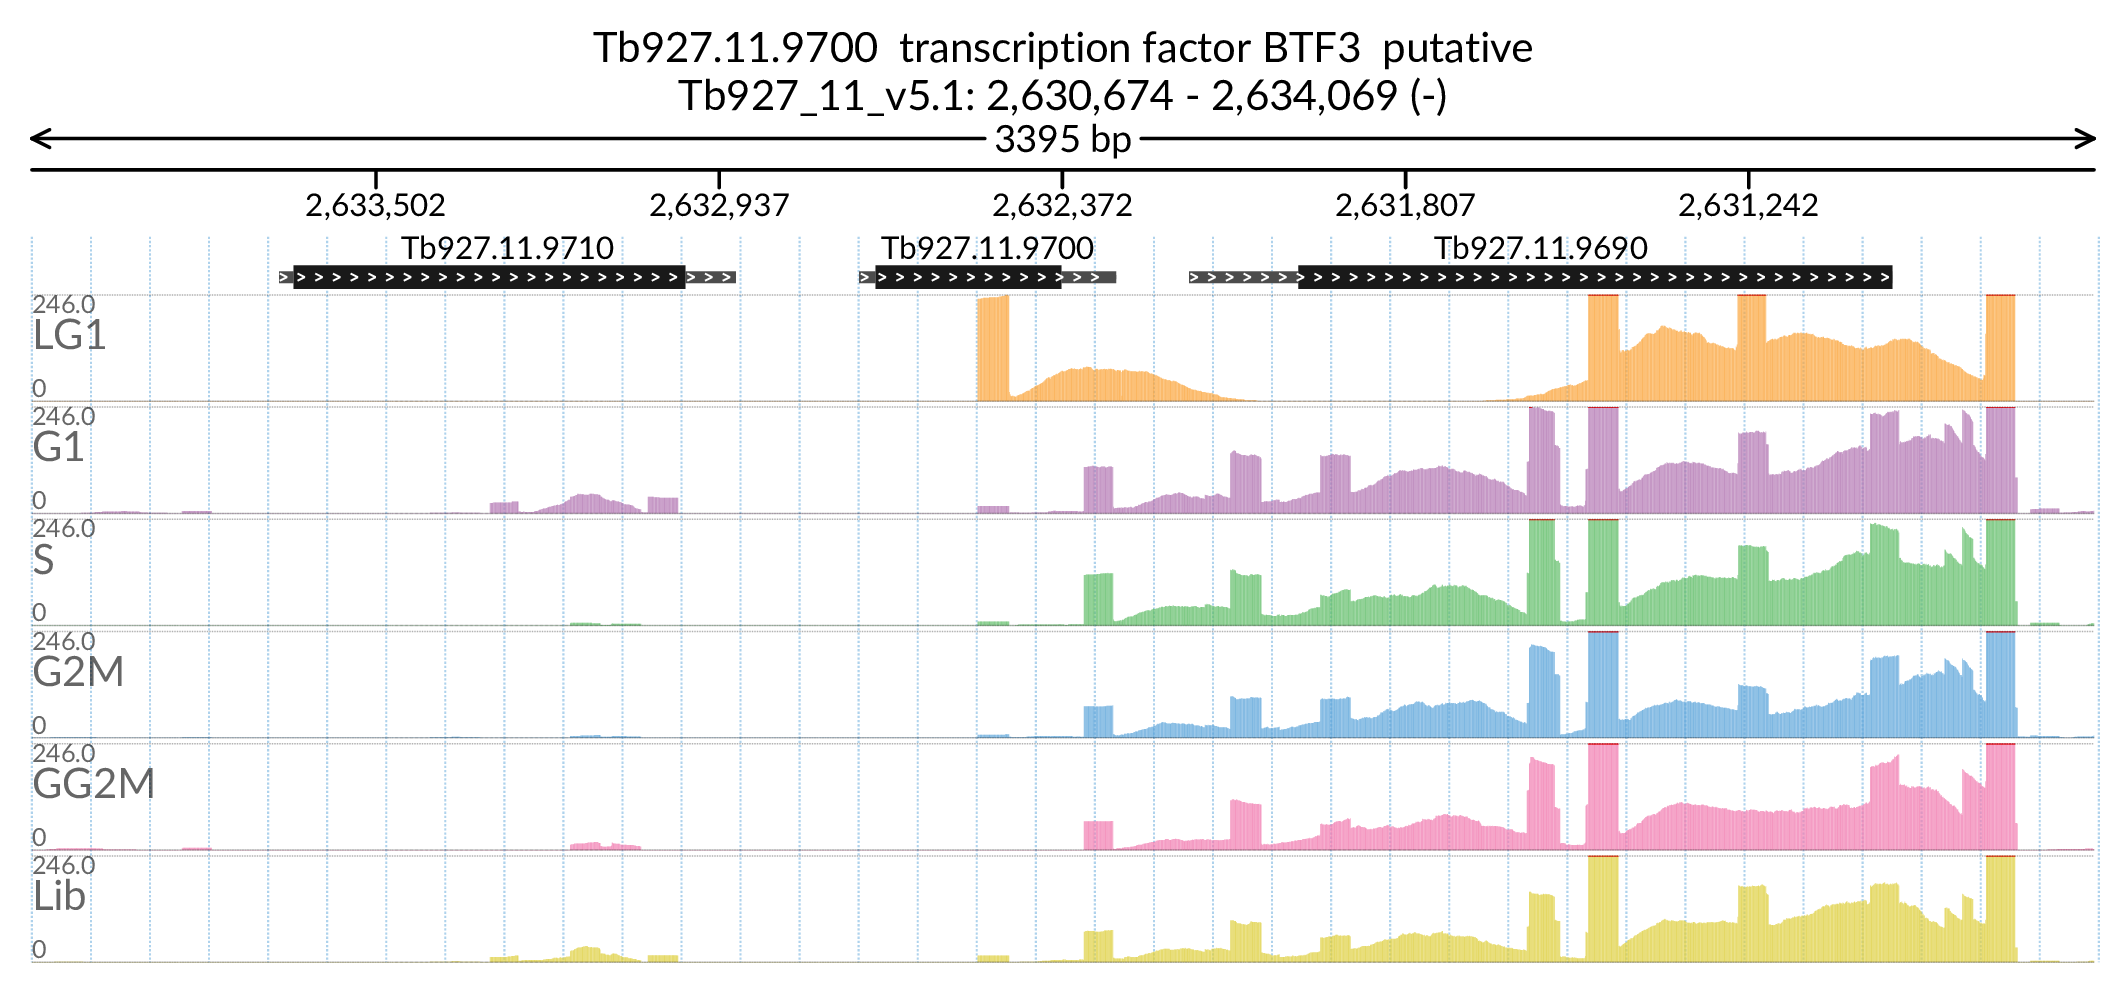 Tb927.11.9700 transcription factor BTF3 putative
Tb927_11_v5.1: 2,630,674 - 2,634,069 (-)
3395 bp
2,633,502 2,632,937 2,632,372 2,631,807 2,631,242
Tb927.11.9710 Tb927.11.9700 Tb927.11.9690
246.0
LG1
0
246.0
G1
0
246.0
S
0
246.0
G2M
0
246.0
GG2M
0
246.0
Lib
0